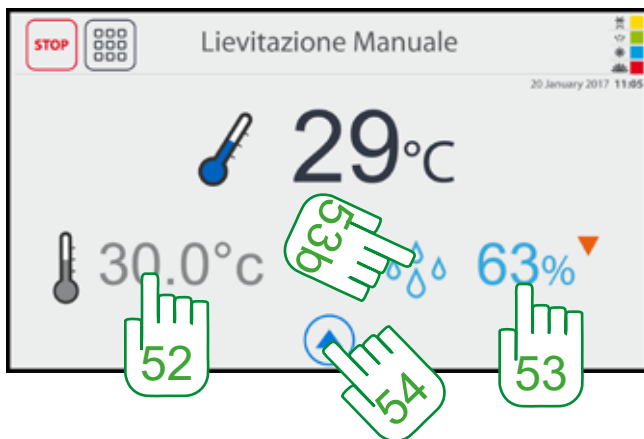 STOP
Lievitazione Manuale
20 January 2017 11:05
29°C
53b
30.0°c
63%
52
54
53